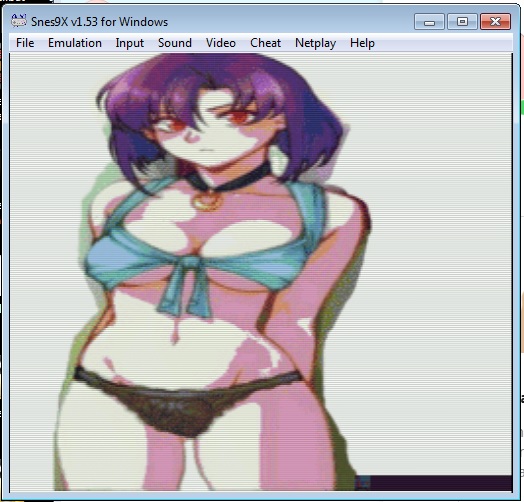 Snes9X v1.53 for Windows
File Emulation Input Sound Video Cheat Netplay Help